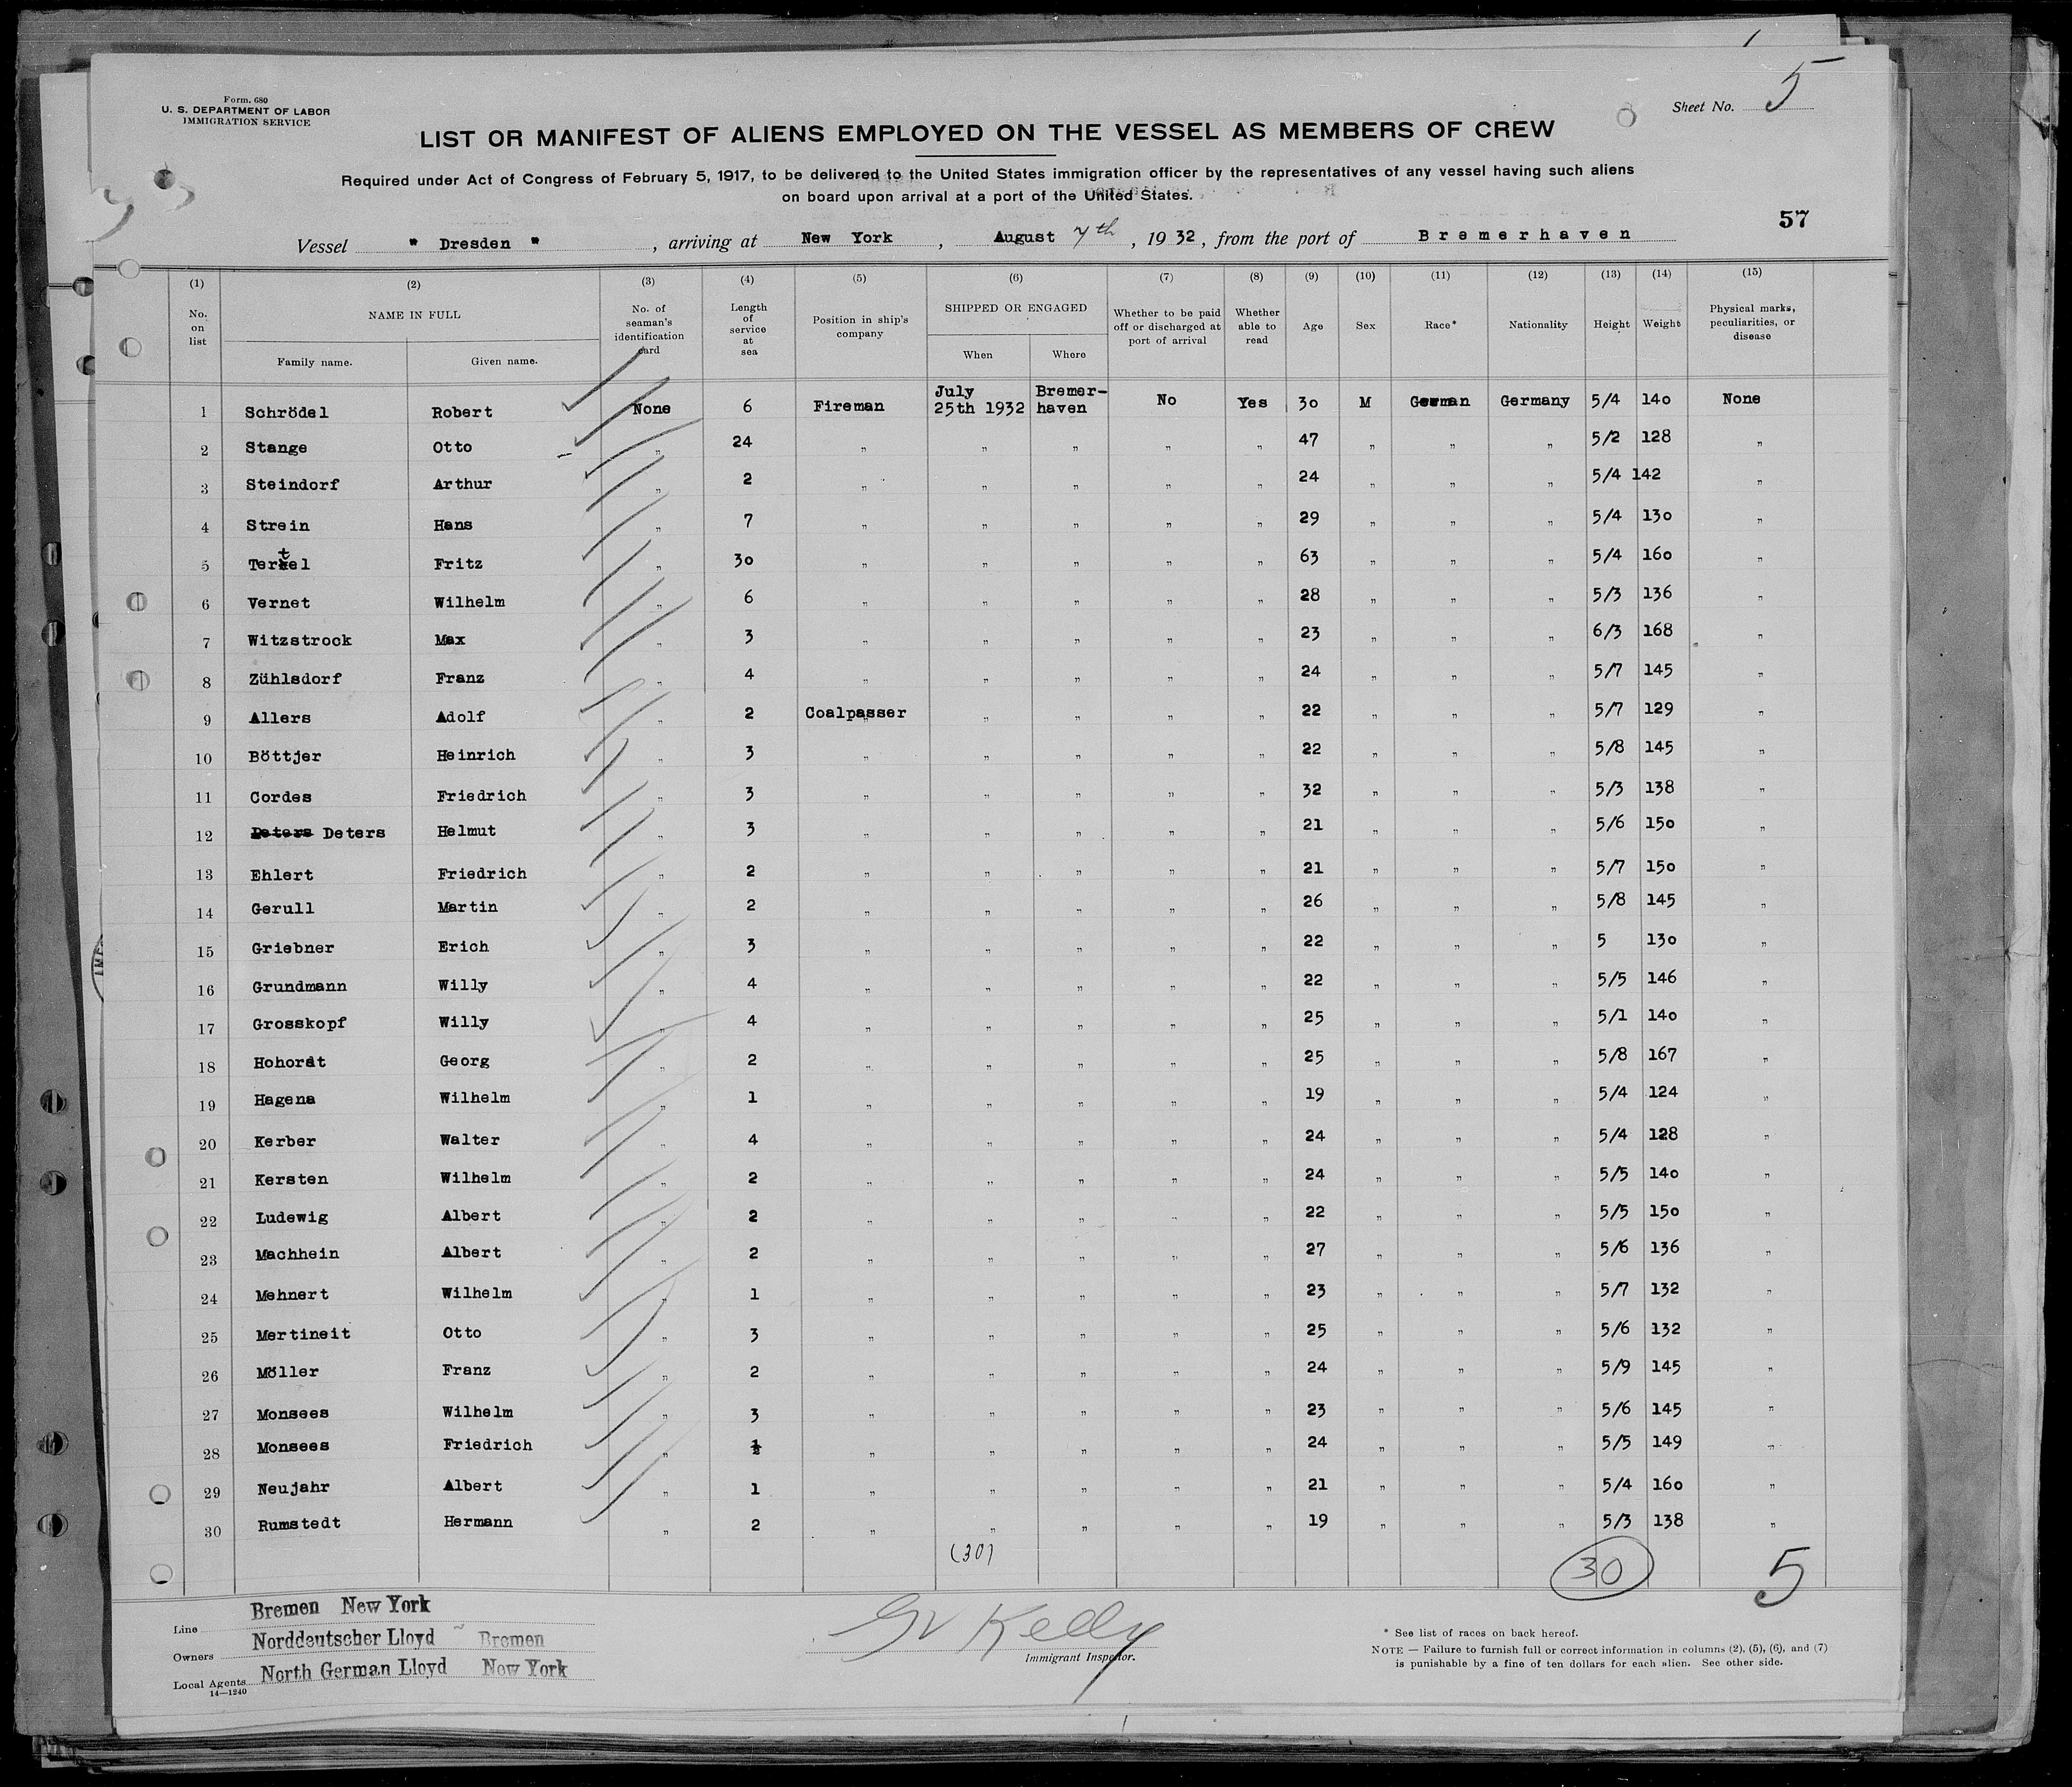 Form. 680
U. S. DEPARTMENT OF LABOR
IMMIGRATION SERVICE
Sheet No. 5
LIST OR MANIFEST OF ALIENS EMPLOYED ON THE VESSEL AS MEMBERS OF CREW
Required under Act of Congress of February 5, 1917, to be delivered to the United States immigration officer by the representatives of any vessel having such aliens
on board upon arrival at a port of the United States.
57
Vessel " Dresden ", arriving at New York, August 7th, 1932, from the port of Bremerhaven
(1) (2) (3) (4) (5) (6) (7) (8) (9) (10) (11) (12) (13) (14) (15)
No. on list NAME IN FULL Family name. Given name. No. of seaman's identification card Length of service at sea Position in ship's company SHIPPED OR ENGAGED When Where Whether to be paid off or discharged at port of arrival Whether able to read Age Sex Race* Nationality Height Weight Physical marks, peculiarities, or disease
1 Schrödel Robert None 6 Fireman July 25th 1932 Bremer-haven No Yes 30 M German Germany 5/4 140 None
2 Stange Otto " 24 " " " " " 47 " " " 5/2 128 "
3 Steindorf Arthur " 2 " " " " " 24 " " " 5/4 142 "
4 Strein Hans " 7 " " " " " 29 " " " 5/4 130 "
5 Tertel Fritz " 30 " " " " " 63 " " " 5/4 160 "
6 Vernet Wilhelm " 6 " " " " " 28 " " " 5/3 136 "
7 Witzstrock Max " 3 " " " " " 23 " " " 6/3 168 "
8 Zühlsdorf Franz " 4 " " " " " 24 " " " 5/7 145 "
9 Allers Adolf " 2 Coalpasser " " " " 22 " " " 5/7 129 "
10 Böttjer Heinrich " 3 " " " " " 22 " " " 5/8 145 "
11 Cordes Friedrich " 3 " " " " " 32 " " " 5/3 138 "
12 Peters Deters Helmut " 3 " " " " " 21 " " " 5/6 150 "
13 Ehlert Friedrich " 2 " " " " " 21 " " " 5/7 150 "
14 Gerull Martin " 2 " " " " " 26 " " " 5/8 145 "
15 Griebner Erich " 3 " " " " " 22 " " " 5 130 "
16 Grundmann Willy " 4 " " " " " 22 " " " 5/5 146 "
17 Grosskopf Willy " 4 " " " " " 25 " " " 5/1 140 "
18 Hohordt Georg " 2 " " " " " 25 " " " 5/8 167 "
19 Hagena Wilhelm " 1 " " " " " 19 " " " 5/4 124 "
20 Kerber Walter " 4 " " " " " 24 " " " 5/4 128 "
21 Kersten Wilhelm " 2 " " " " " 24 " " " 5/5 140 "
22 Ludewig Albert " 2 " " " " " 22 " " " 5/5 150 "
23 Machhein Albert " 2 " " " " " 27 " " " 5/6 136 "
24 Mehnert Wilhelm " 1 " " " " " 23 " " " 5/7 132 "
25 Mertineit Otto " 3 " " " " " 25 " " " 5/6 132 "
26 Möller Franz " 2 " " " " " 24 " " " 5/9 145 "
27 Monsees Wilhelm " 3 " " " " " 23 " " " 5/6 145 "
28 Monsees Friedrich " ½ " " " " " 24 " " " 5/5 149 "
29 Neujahr Albert " 1 " " " " " 21 " " " 5/4 160 "
30 Rumstedt Hermann " 2 " " " " " 19 " " " 5/3 138 "
(30) 30 5
Line Bremen New York
Owners Norddeutscher Lloyd Bremen
Local Agents North German Lloyd New York
14—1240
GV Kelly
Immigrant Inspector.
* See list of races on back hereof.
NOTE — Failure to furnish full or correct information in columns (2), (5), (6), and (7)
is punishable by a fine of ten dollars for each alien. See other side.